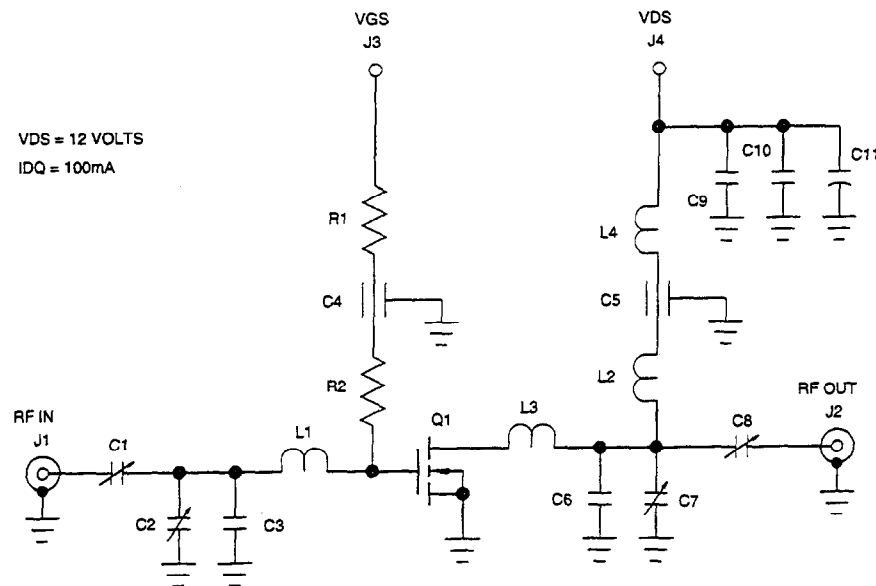 VGS
J3
VDS
J4
VDS = 12 VOLTS
IDQ = 100mA
C10
C11
C9
R1
L4
C4
C5
R2
L2
RF IN
J1
C1
L1
Q1
L3
C8
RF OUT
J2
C2
C3
C6
C7